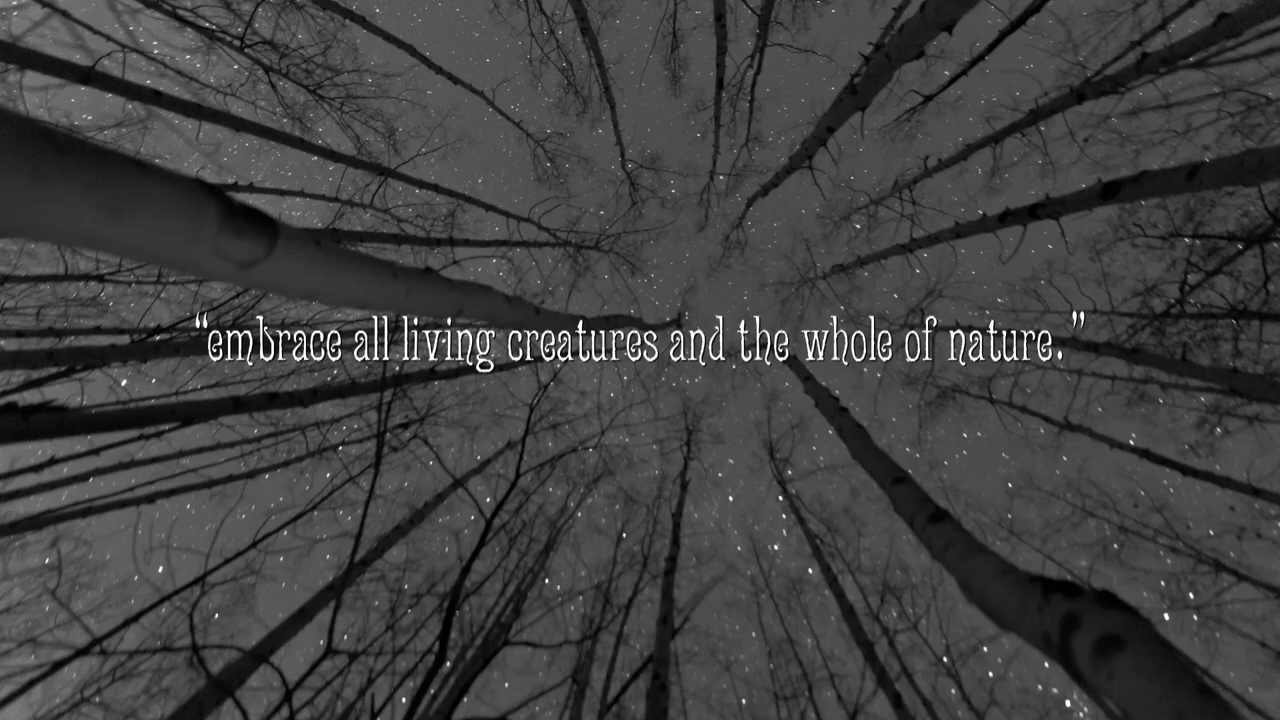 “embrace all living creatures and the whole of nature.”